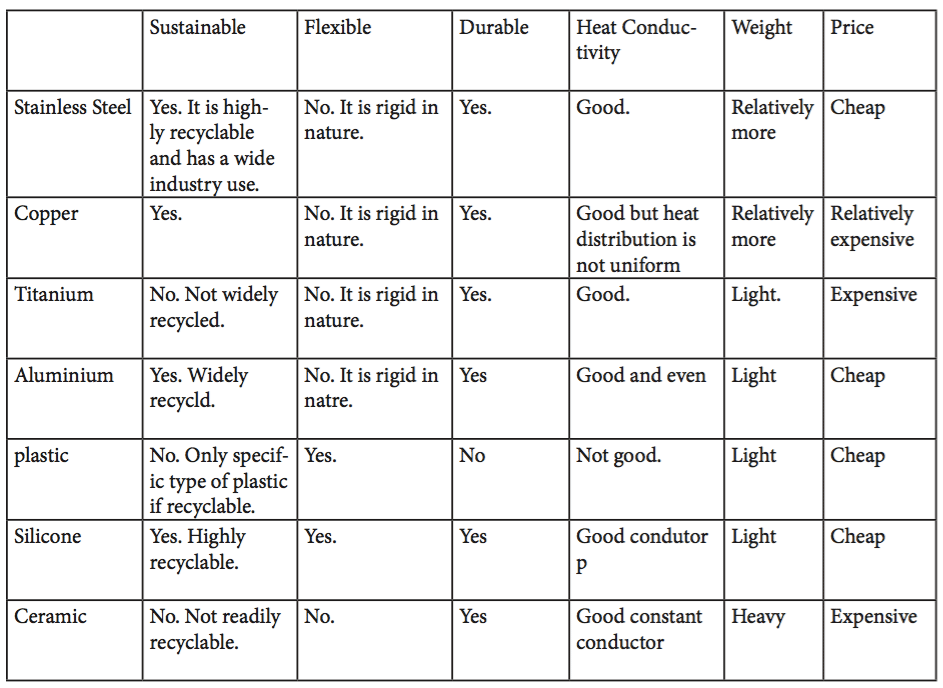 Sustainable Flexible Durable Heat Conduc-
tivity Weight Price
Stainless Steel Yes. It is high-
ly recyclable
and has a wide
industry use. No. It is rigid in
nature. Yes. Good. Relatively
more Cheap
Copper Yes. No. It is rigid in
nature. Yes. Good but heat
distribution is
not uniform Relatively
more Relatively
expensive
Titanium No. Not widely
recycled. No. It is rigid in
nature. Yes. Good. Light. Expensive
Aluminium Yes. Widely
recycld. No. It is rigid in
natre. Yes Good and even Light Cheap
plastic No. Only specif-
ic type of plastic
if recyclable. Yes. No Not good. Light Cheap
Silicone Yes. Highly
recyclable. Yes. Yes Good condutor
p Light Cheap
Ceramic No. Not readily
recyclable. No. Yes Good constant
conductor Heavy Expensive